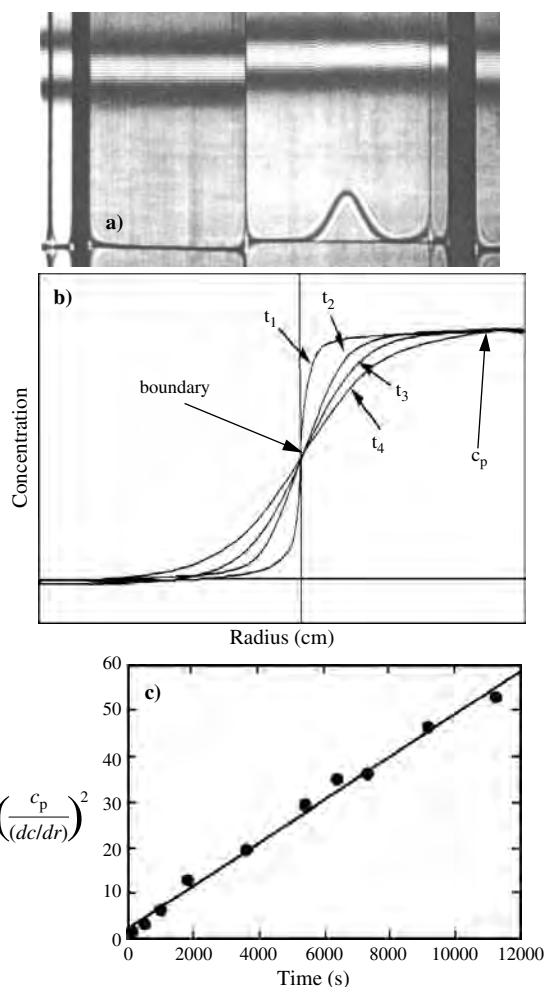 a)
b)
t₁
t₂
boundary
t₃
t₄
cₚ
Concentration
Radius (cm)
60
c)
50
40
30
20
10
0
(cₚ/(dc/dr))²
0
2000
4000
6000
8000
10000
12000
Time (s)